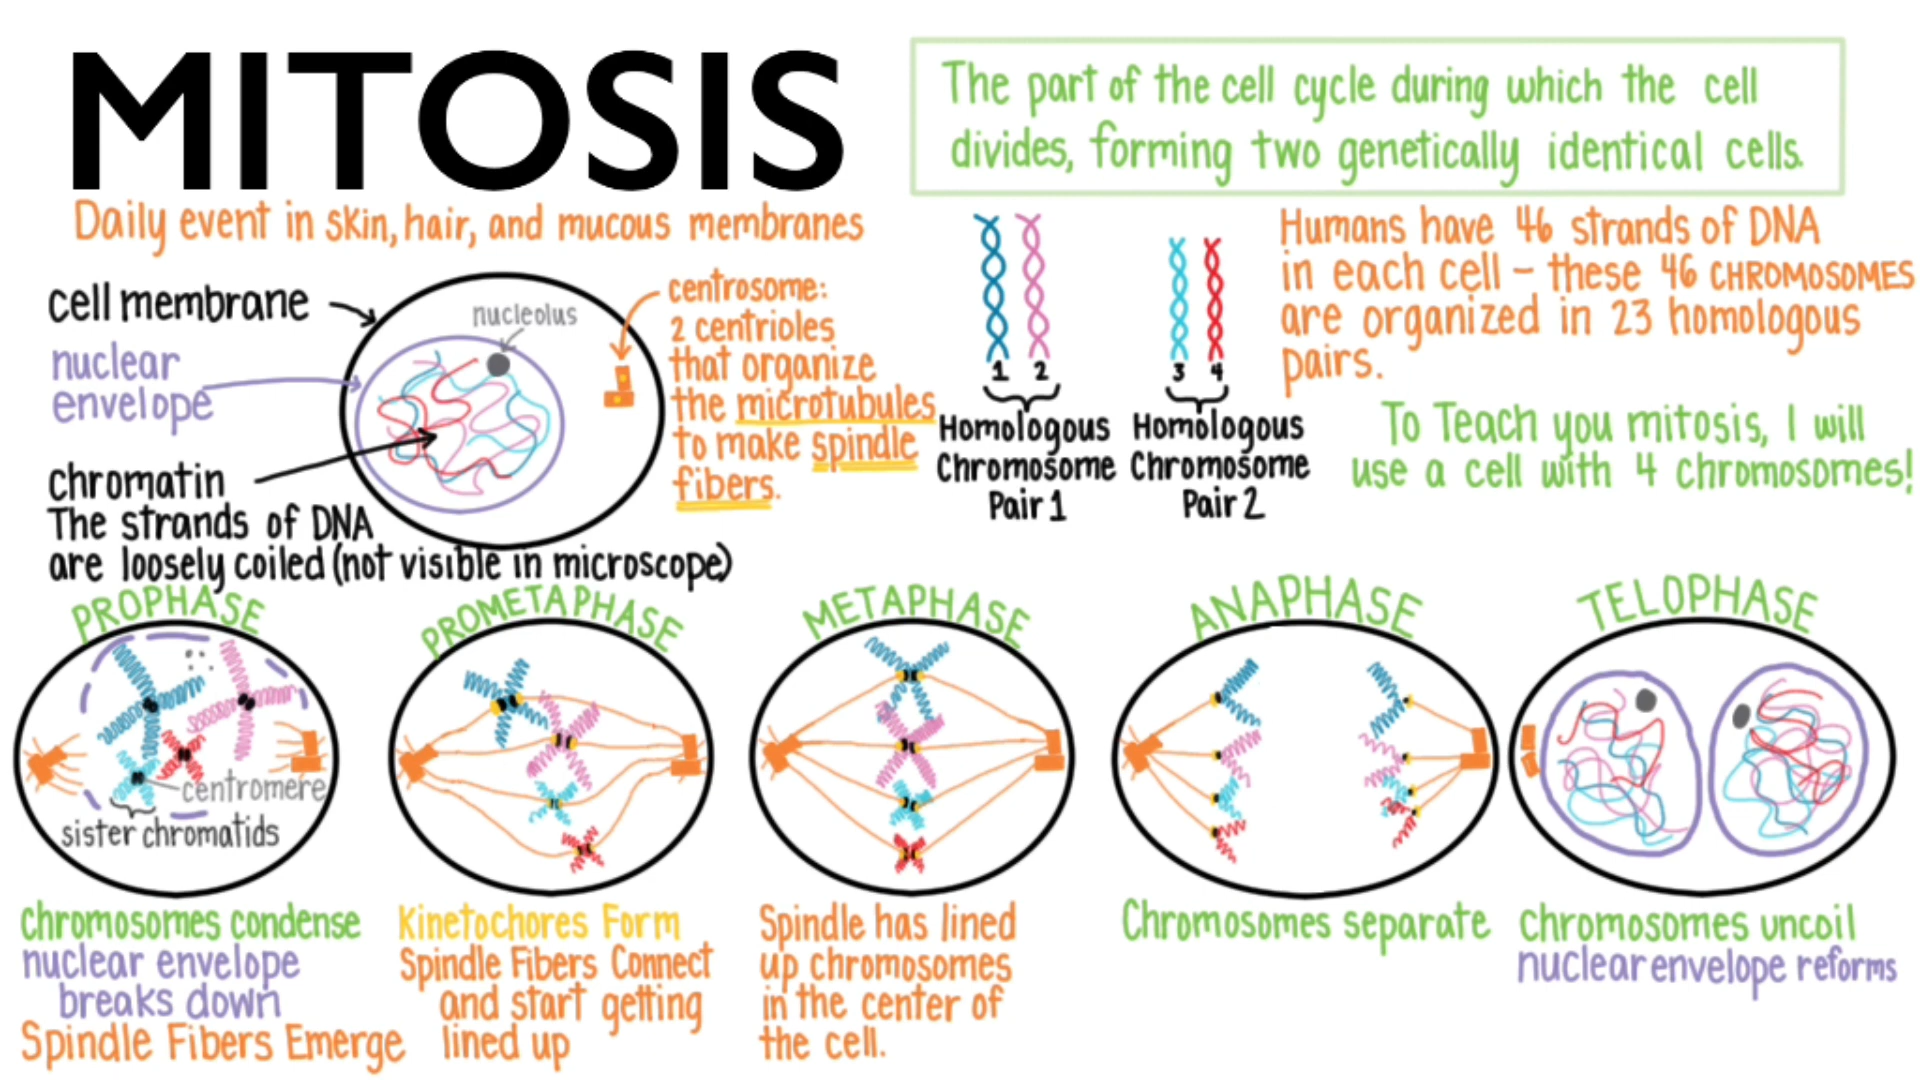 MITOSIS
The part of the cell cycle during which the cell
divides, forming two genetically identical cells.
Daily event in skin, hair, and mucous membranes
cell membrane
nuclear
envelope
nucleolus
chromatin
The strands of DNA
are loosely coiled (not visible in microscope)
centrosome:
2 centrioles
that organize
the microtubules
to make spindle
fibers.
1 2
Homologous
Chromosome
Pair 1
3 4
Homologous
Chromosome
Pair 2
Humans have 46 strands of DNA
in each cell - these 46 CHROMOSOMES
are organized in 23 homologous
pairs.
To Teach you mitosis, I will
use a cell with 4 chromosomes!
PROPHASE
centromere
sister chromatids
Chromosomes condense
nuclear envelope
breaks down
Spindle Fibers Emerge
PROMETAPHASE
Kinetochores Form
Spindle Fibers Connect
and start getting
lined up
METAPHASE
Spindle has lined
up chromosomes
in the center of
the cell.
ANAPHASE
Chromosomes separate
TELOPHASE
Chromosomes uncoil
nuclear envelope reforms